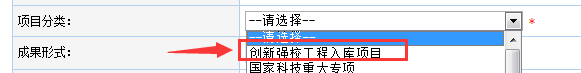 项目分类： --请选择-- *
--请选择--
成果形式： 创新强校工程入库项目
国家科技重大专项